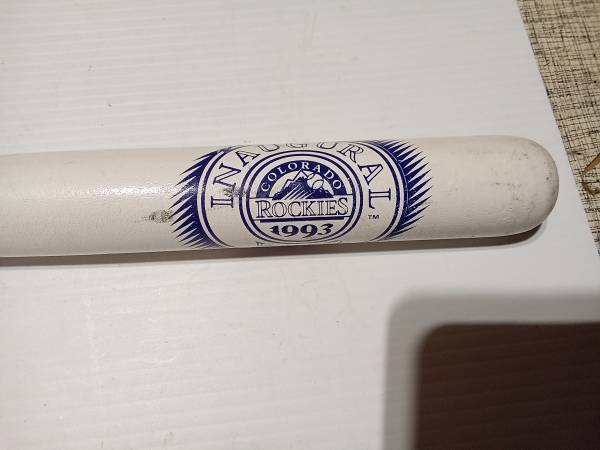 INAUGURAL
COLORADO
ROCKIES
1993
TM